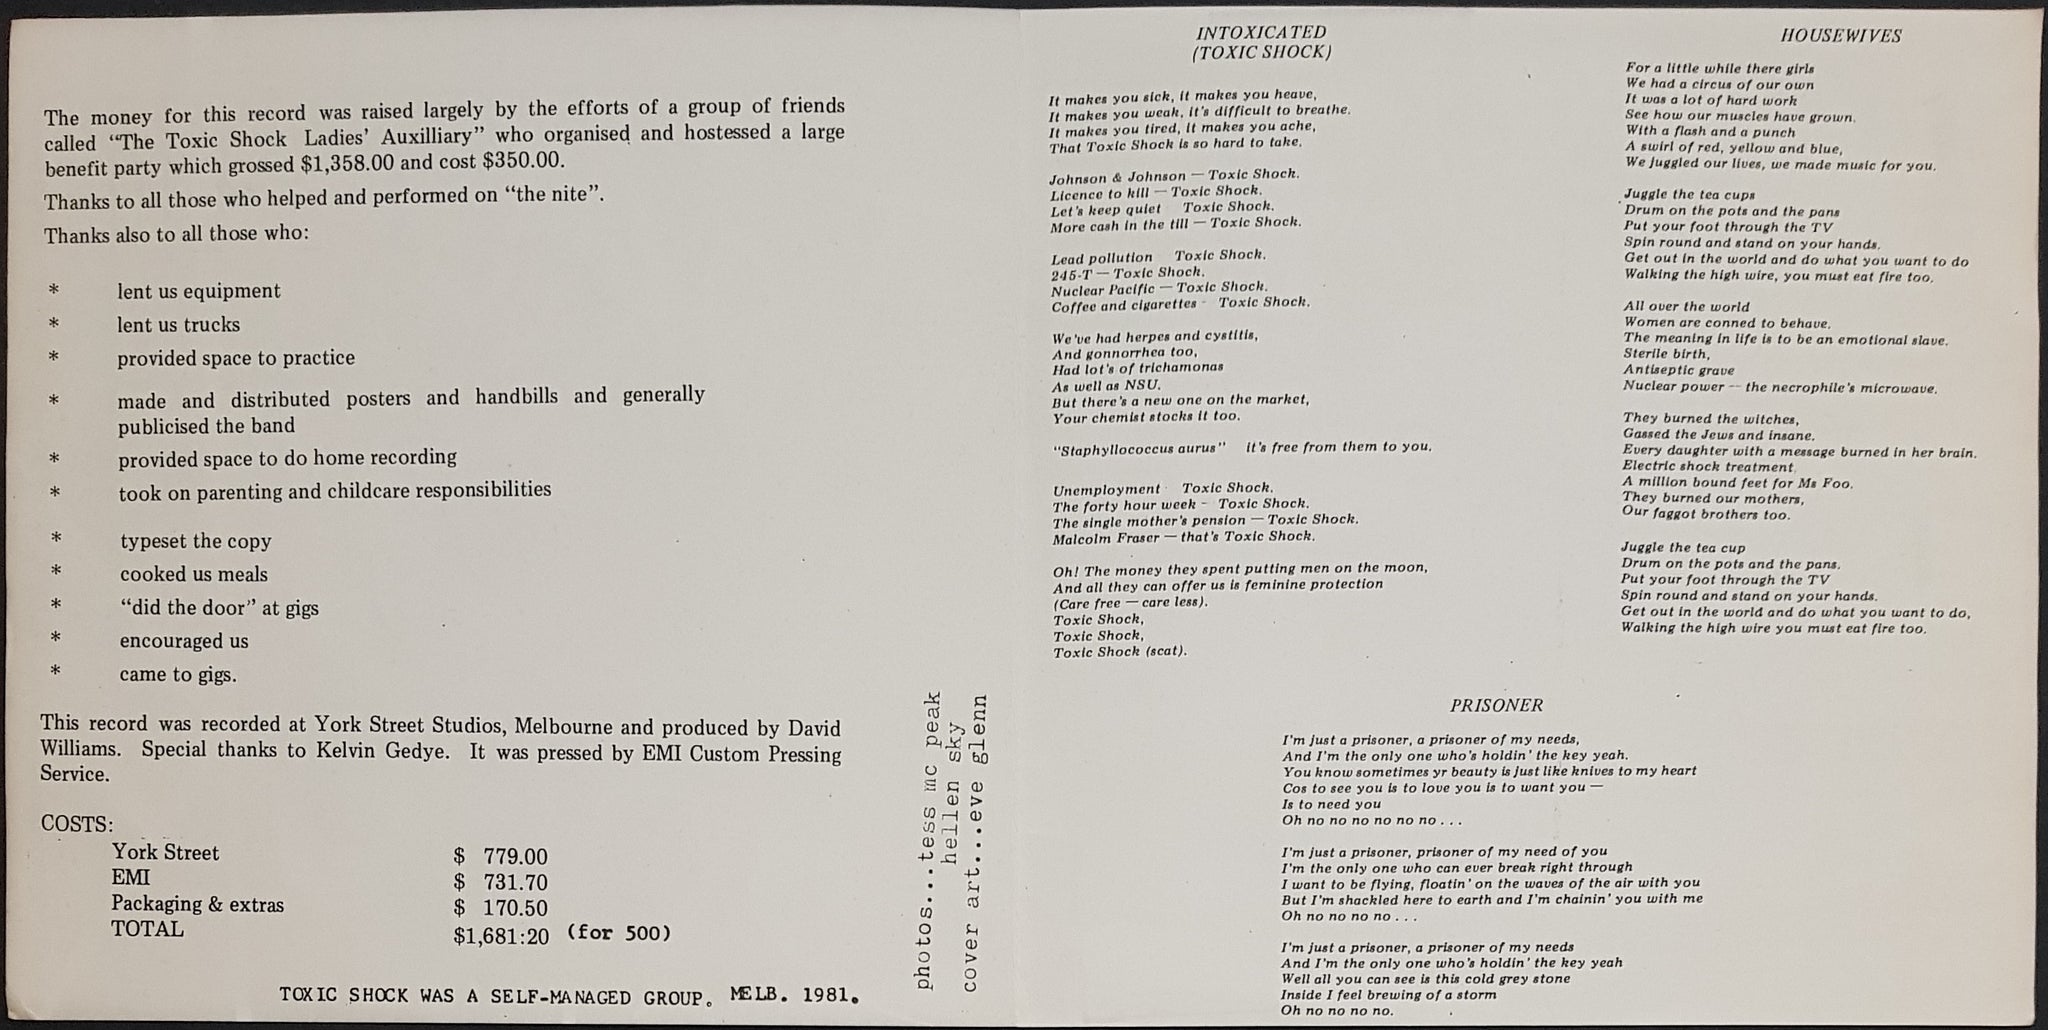 The money for this record was raised largely by the efforts of a group of friends
called "The Toxic Shock Ladies' Auxilliary" who organised and hostessed a large
benefit party which grossed $1,358.00 and cost $350.00.
Thanks to all those who helped and performed on "the nite".
Thanks also to all those who:
* lent us equipment
* lent us trucks
* provided space to practice
* made and distributed posters and handbills and generally
publicised the band
* provided space to do home recording
* took on parenting and childcare responsibilities
* typeset the copy
* cooked us meals
* "did the door" at gigs
* encouraged us
* came to gigs.
This record was recorded at York Street Studios, Melbourne and produced by David
Williams. Special thanks to Kelvin Gedye. It was pressed by EMI Custom Pressing
Service.
COSTS:
York Street $ 779.00
EMI $ 731.70
Packaging & extras $ 170.50
TOTAL $1,681:20 (for 500)
TOXIC SHOCK WAS A SELF-MANAGED GROUP. MELB. 1981.
photos...tess mc peak
hellen sky
cover art...eve glenn
INTOXICATED
(TOXIC SHOCK)
It makes you sick, it makes you heave,
It makes you weak, it's difficult to breathe.
It makes you tired, it makes you ache,
That Toxic Shock is so hard to take.
Johnson & Johnson — Toxic Shock.
Licence to kill — Toxic Shock.
Let's keep quiet Toxic Shock.
More cash in the till — Toxic Shock.
Lead pollution Toxic Shock.
245-T — Toxic Shock.
Nuclear Pacific — Toxic Shock.
Coffee and cigarettes - Toxic Shock.
We've had herpes and cystitis,
And gonnorrhea too,
Had lot's of trichamonas
As well as NSU.
But there's a new one on the market,
Your chemist stocks it too.
"Staphyllococcus aurus" it's free from them to you.
Unemployment Toxic Shock.
The forty hour week - Toxic Shock.
The single mother's pension — Toxic Shock.
Malcolm Fraser — that's Toxic Shock.
Oh! The money they spent putting men on the moon,
And all they can offer us is feminine protection
(Care free — care less).
Toxic Shock,
Toxic Shock,
Toxic Shock (scat).
HOUSEWIVES
For a little while there girls
We had a circus of our own
It was a lot of hard work
See how our muscles have grown.
With a flash and a punch
A swirl of red, yellow and blue,
We juggled our lives, we made music for you.
Juggle the tea cups
Drum on the pots and the pans
Put your foot through the TV
Spin round and stand on your hands.
Get out in the world and do what you want to do
Walking the high wire, you must eat fire too.
All over the world
Women are conned to behave.
The meaning in life is to be an emotional slave.
Sterile birth,
Antiseptic grave
Nuclear power — the necrophile's microwave.
They burned the witches,
Gassed the Jews and insane.
Every daughter with a message burned in her brain.
Electric shock treatment
A million bound feet for Ms Foo.
They burned our mothers,
Our faggot brothers too.
Juggle the tea cup
Drum on the pots and the pans.
Put your foot through the TV
Spin round and stand on your hands.
Get out in the world and do what you want to do,
Walking the high wire you must eat fire too.
PRISONER
I'm just a prisoner, a prisoner of my needs,
And I'm the only one who's holdin' the key yeah.
You know sometimes yr beauty is just like knives to my heart
Cos to see you is to love you is to want you —
Is to need you
Oh no no no no no no . . .
I'm just a prisoner, prisoner of my need of you
I'm the only one who can ever break right through
I want to be flying, floatin' on the waves of the air with you
But I'm shackled here to earth and I'm chainin' you with me
Oh no no no no . . .
I'm just a prisoner, a prisoner of my needs
And I'm the only one who's holdin' the key yeah
Well all you can see is this cold grey stone
Inside I feel brewing of a storm
Oh no no no no.